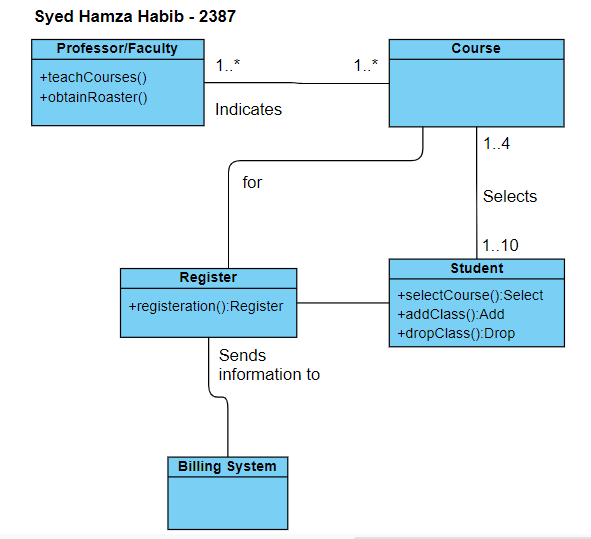 Syed Hamza Habib - 2387
Professor/Faculty
+teachCourses()
+obtainRoaster()
1..*
1..*
Indicates
Course
1..4
for
Selects
1..10
Register
+registeration():Register
Student
+selectCourse():Select
+addClass():Add
+dropClass():Drop
Sends
information to
Billing System